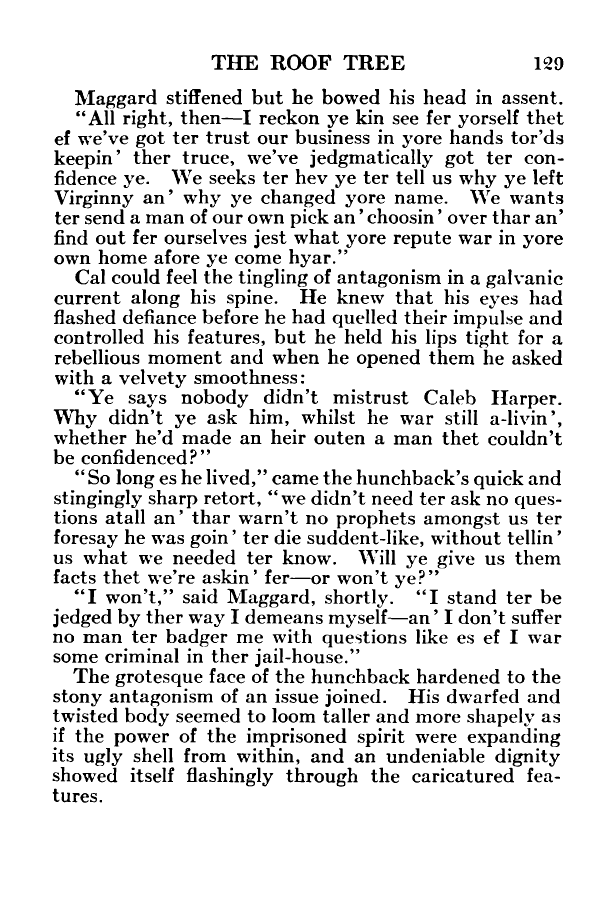 THE ROOF TREE 129
Maggard stiffened but he bowed his head in assent.
"All right, then—I reckon ye kin see fer yorself thet
ef we've got ter trust our business in yore hands tor'ds
keepin' ther truce, we've jedgmatically got ter con-
fidence ye. We seeks ter hev ye ter tell us why ye left
Virginny an' why ye changed yore name. We wants
ter send a man of our own pick an' choosin' over thar an'
find out fer ourselves jest what yore repute war in yore
own home afore ye come hyar."
Cal could feel the tingling of antagonism in a galvanic
current along his spine. He knew that his eyes had
flashed defiance before he had quelled their impulse and
controlled his features, but he held his lips tight for a
rebellious moment and when he opened them he asked
with a velvety smoothness:
"Ye says nobody didn't mistrust Caleb Harper.
Why didn't ye ask him, whilst he war still a-livin',
whether he'd made an heir outen a man thet couldn't
be confidenced?"
"So long es he lived," came the hunchback's quick and
stingingly sharp retort, "we didn't need ter ask no ques-
tions atall an' thar warn't no prophets amongst us ter
foresay he was goin' ter die suddent-like, without tellin'
us what we needed ter know. Will ye give us them
facts thet we're askin' fer—or won't ye?"
"I won't," said Maggard, shortly. "I stand ter be
jedged by ther way I demeans myself—an' I don't suffer
no man ter badger me with questions like es ef I war
some criminal in ther jail-house."
The grotesque face of the hunchback hardened to the
stony antagonism of an issue joined. His dwarfed and
twisted body seemed to loom taller and more shapely as
if the power of the imprisoned spirit were expanding
its ugly shell from within, and an undeniable dignity
showed itself flashingly through the caricatured fea-
tures.